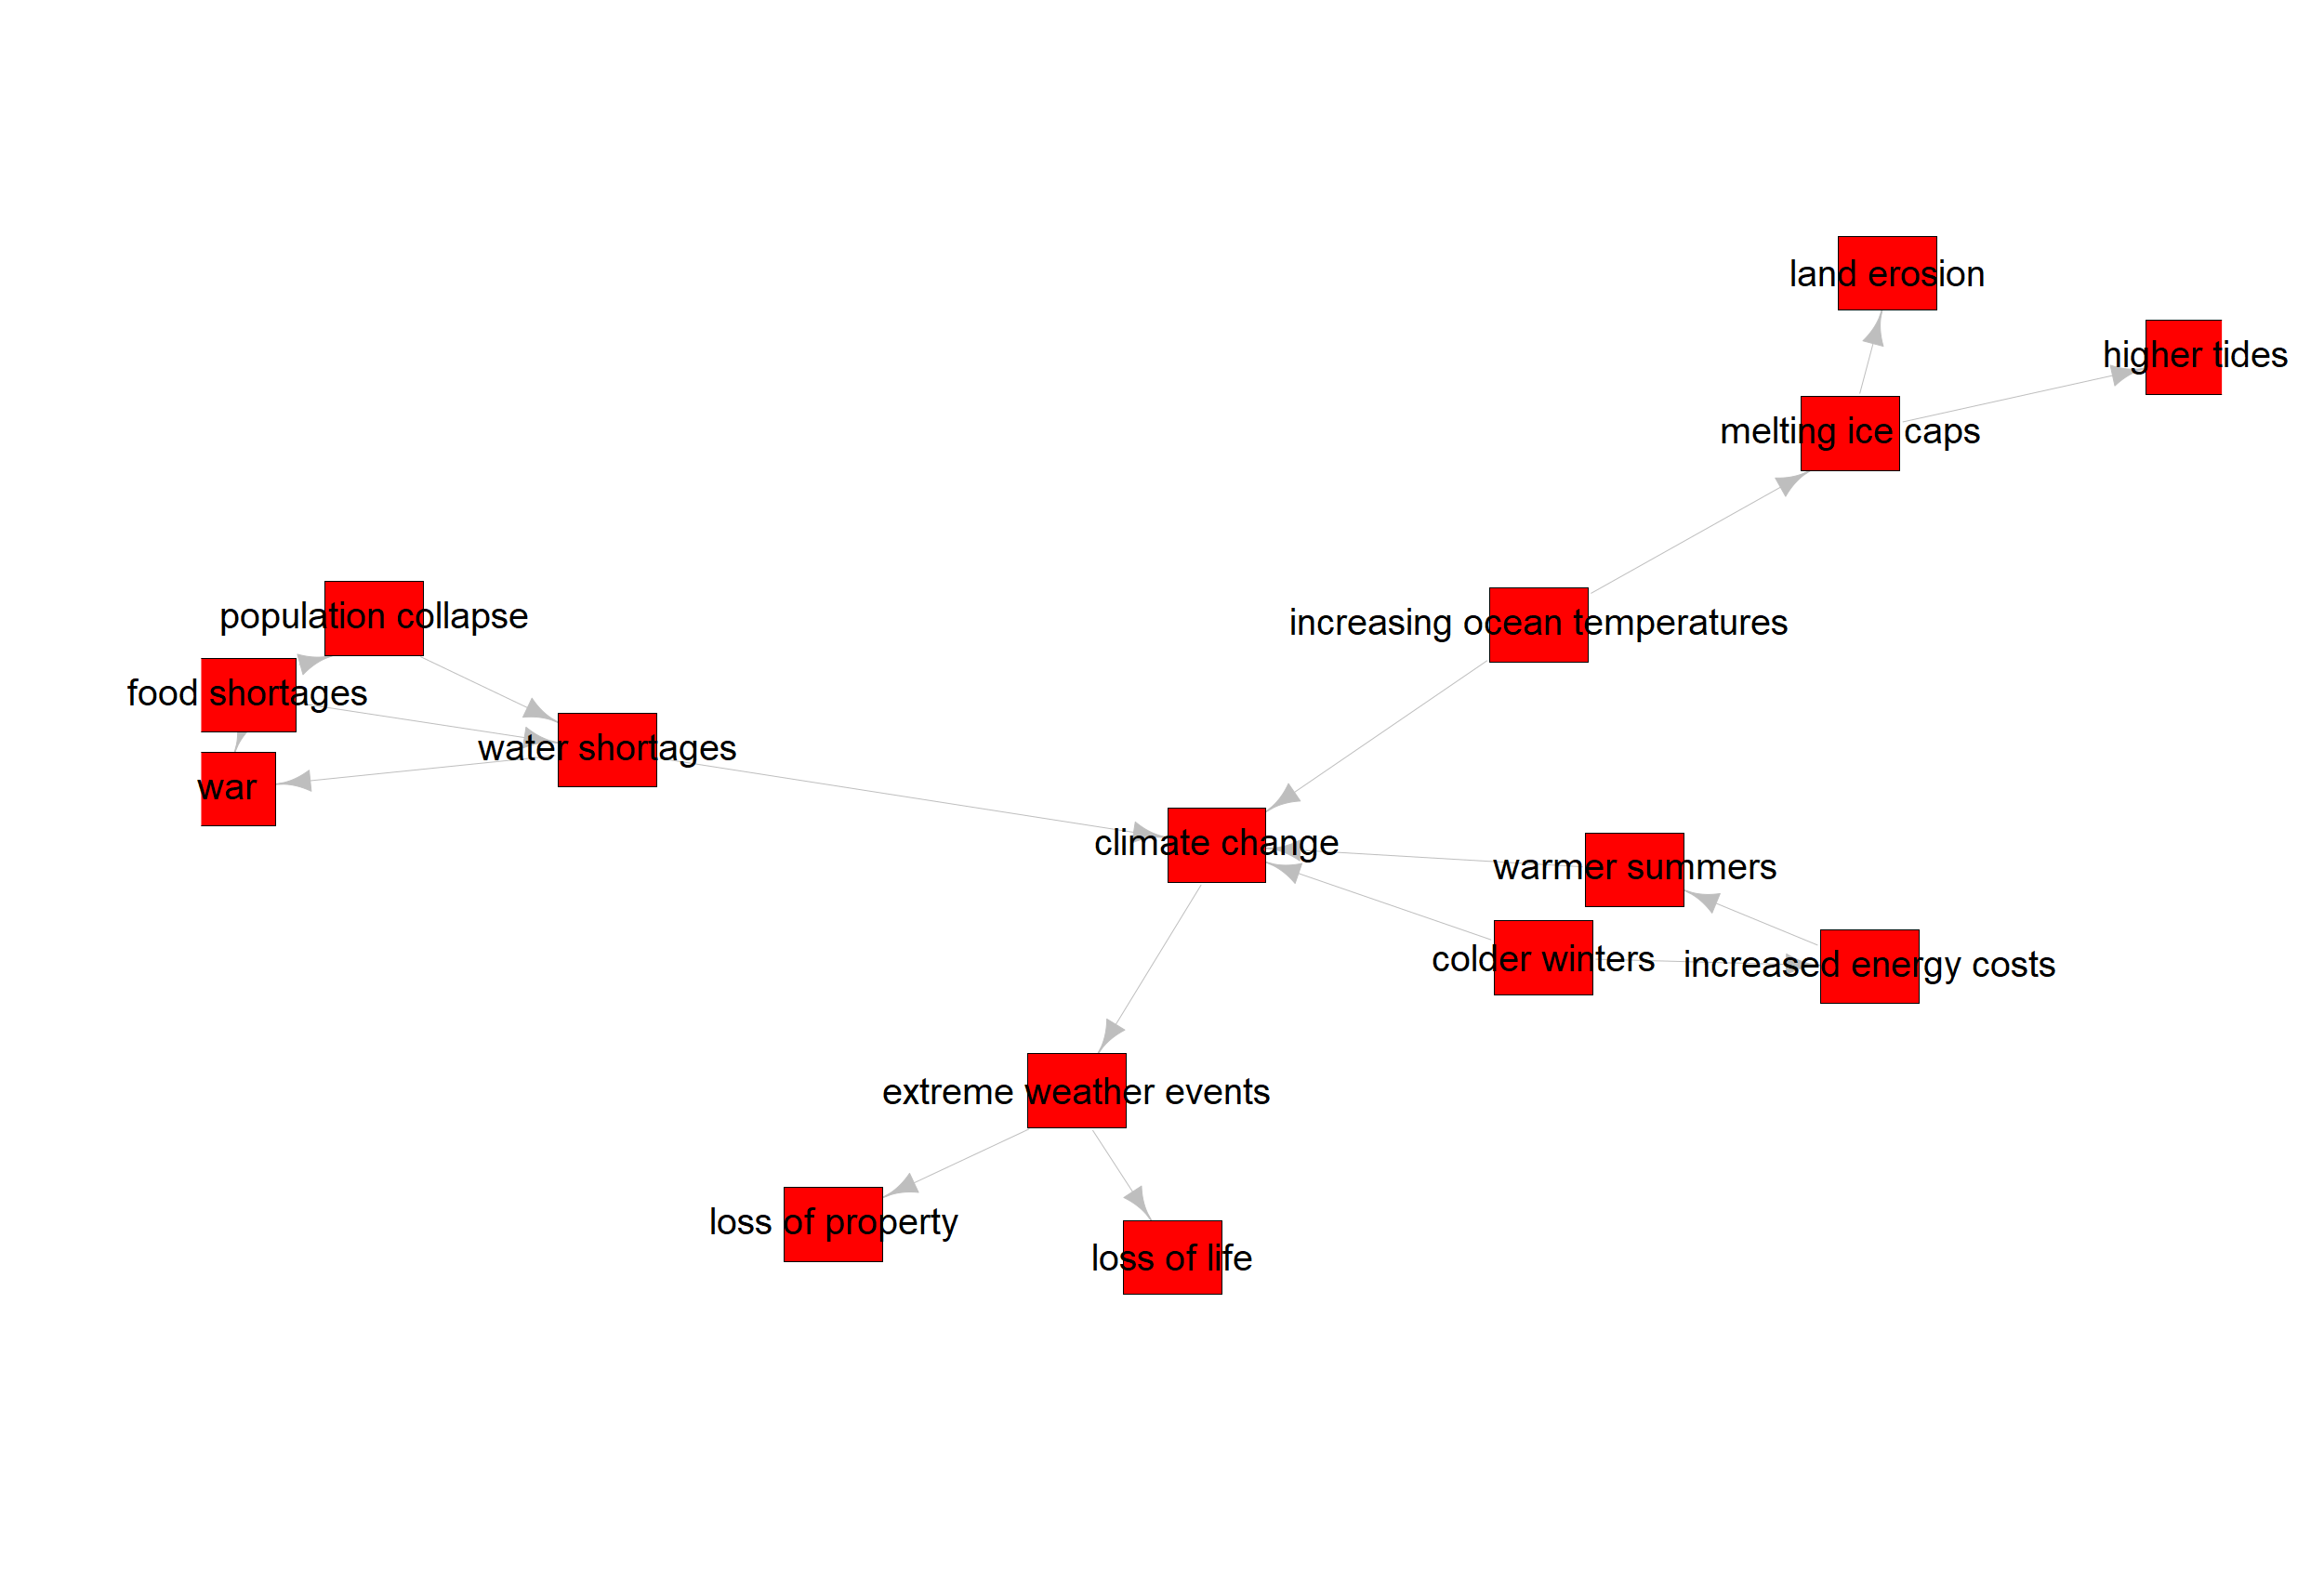 land erosion
higher tides
melting ice caps
population collapse
increasing ocean temperatures
food shortages
water shortages
war
climate change
warmer summers
colder winters
increased energy costs
extreme weather events
loss of property
loss of life